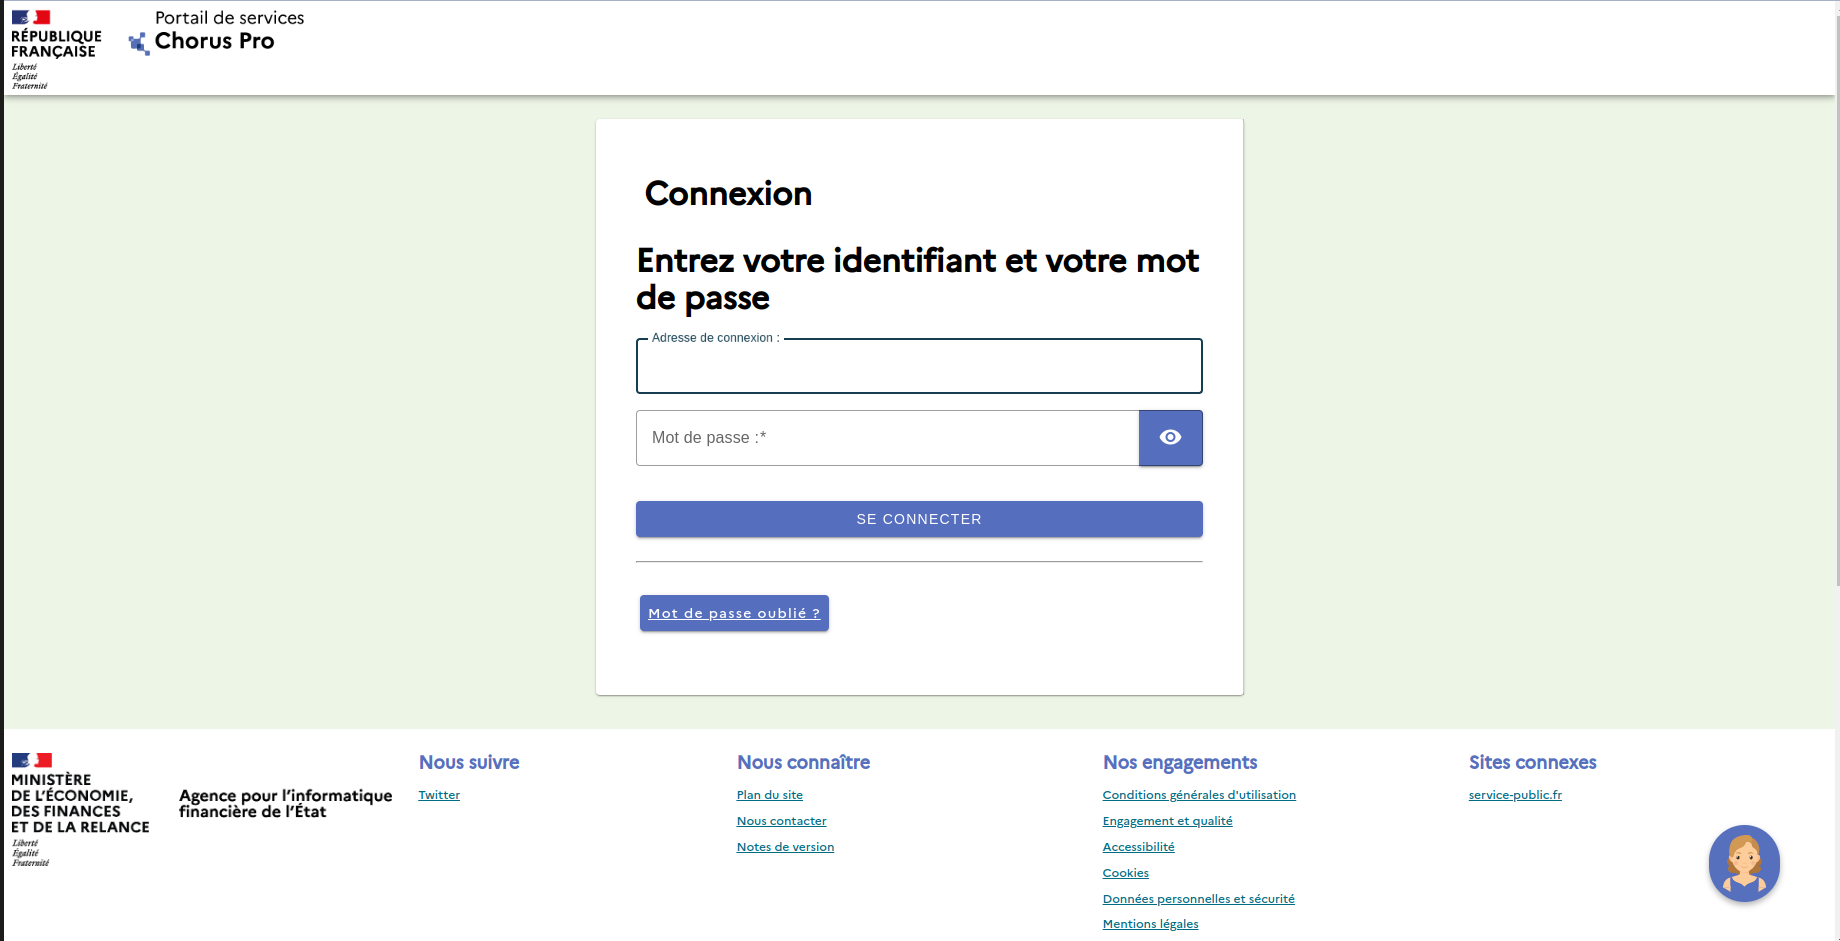 RÉPUBLIQUE
FRANÇAISE
Liberté
Égalité
Fraternité
Portail de services
Chorus Pro
Connexion
Entrez votre identifiant et votre mot
de passe
Adresse de connexion :
Mot de passe :*
SE CONNECTER
Mot de passe oublié ?
MINISTÈRE
DE L'ÉCONOMIE,
DES FINANCES
ET DE LA RELANCE
Liberté
Égalité
Fraternité
Agence pour l'informatique
financière de l'État
Nous suivre
Twitter
Nous connaître
Plan du site
Nous contacter
Notes de version
Nos engagements
Conditions générales d'utilisation
Engagement et qualité
Accessibilité
Cookies
Données personnelles et sécurité
Mentions légales
Sites connexes
service-public.fr